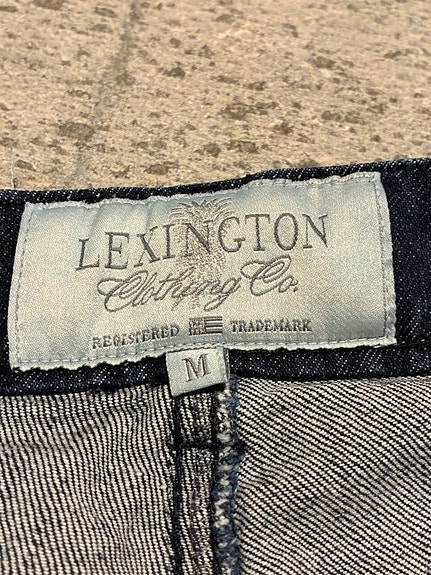 LEXINGTON
Clothing Co.
REGISTERED TRADEMARK
M